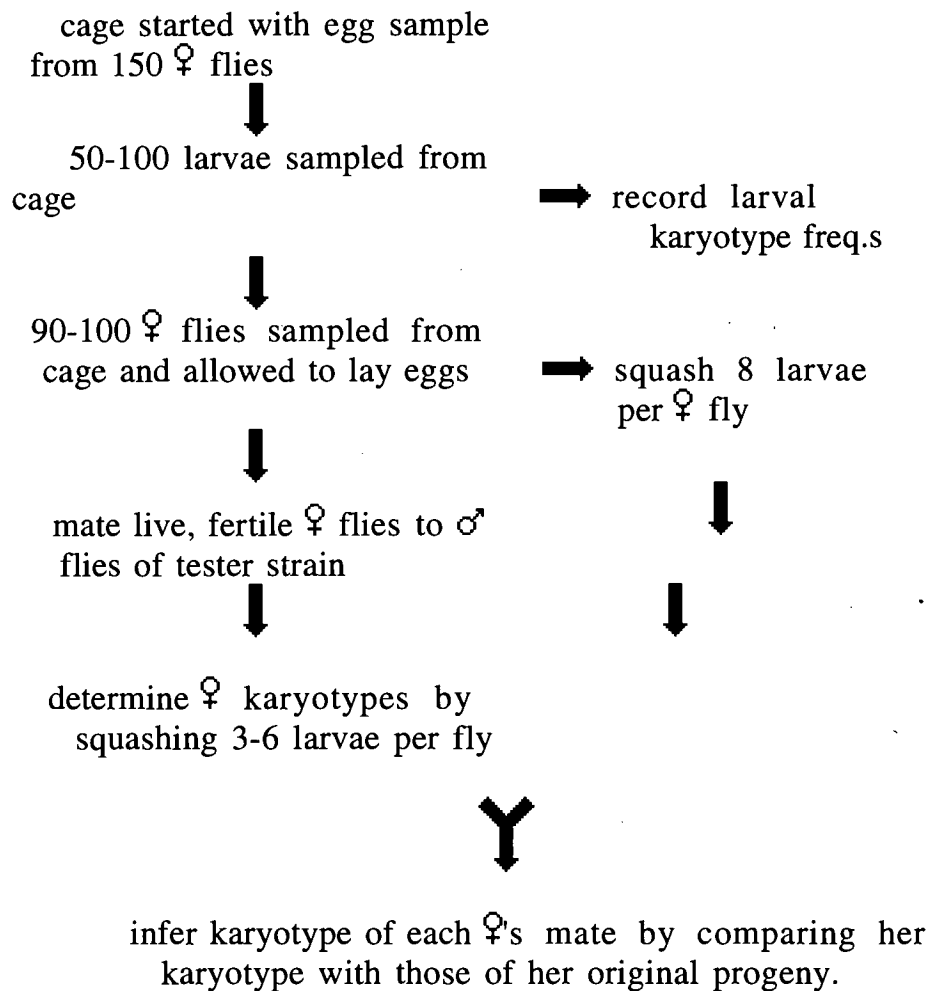 cage started with egg sample
from 150 ♀ flies
50-100 larvae sampled from
cage
record larval
karyotype freq.s
90-100 ♀ flies sampled from
cage and allowed to lay eggs
squash 8 larvae
per ♀ fly
mate live, fertile ♀ flies to ♂
flies of tester strain
determine ♀ karyotypes by
squashing 3-6 larvae per fly
infer karyotype of each ♀'s mate by comparing her
karyotype with those of her original progeny.